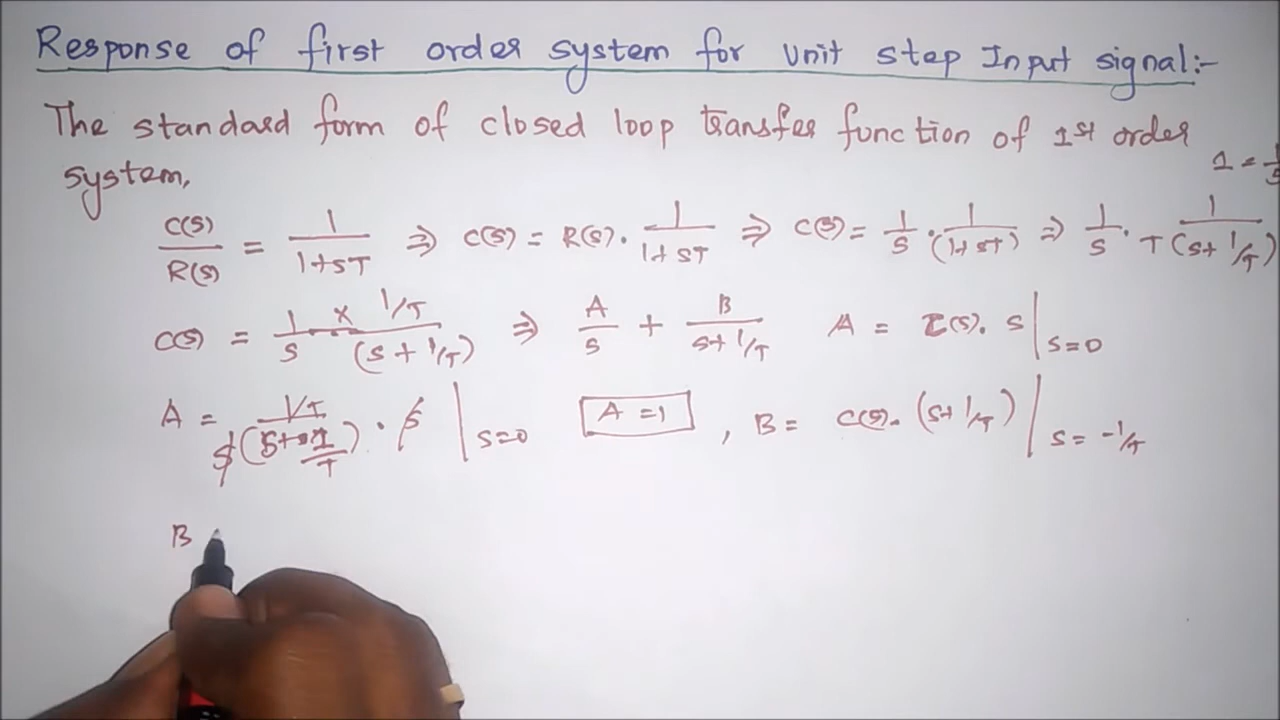 Response of first order system for unit step Input signal:-
The standard form of closed loop transfer function of 1st order
system,
1 = 1/s
C(s)/R(s) = 1/(1+sT) ⇒ C(s) = R(s) · 1/(1+sT) ⇒ C(s) = 1/s · 1/(1+sT) ⇒ 1/s · 1/T(s+1/T)
C(s) = 1/s × (1/T)/(s+1/T) ⇒ A/s + B/(s+1/T) A = C(s). s | s=0
A = (1/T)/s(s+1/T) · s | s=0 A=1 , B = C(s). (s+1/T) | s=-1/T
B